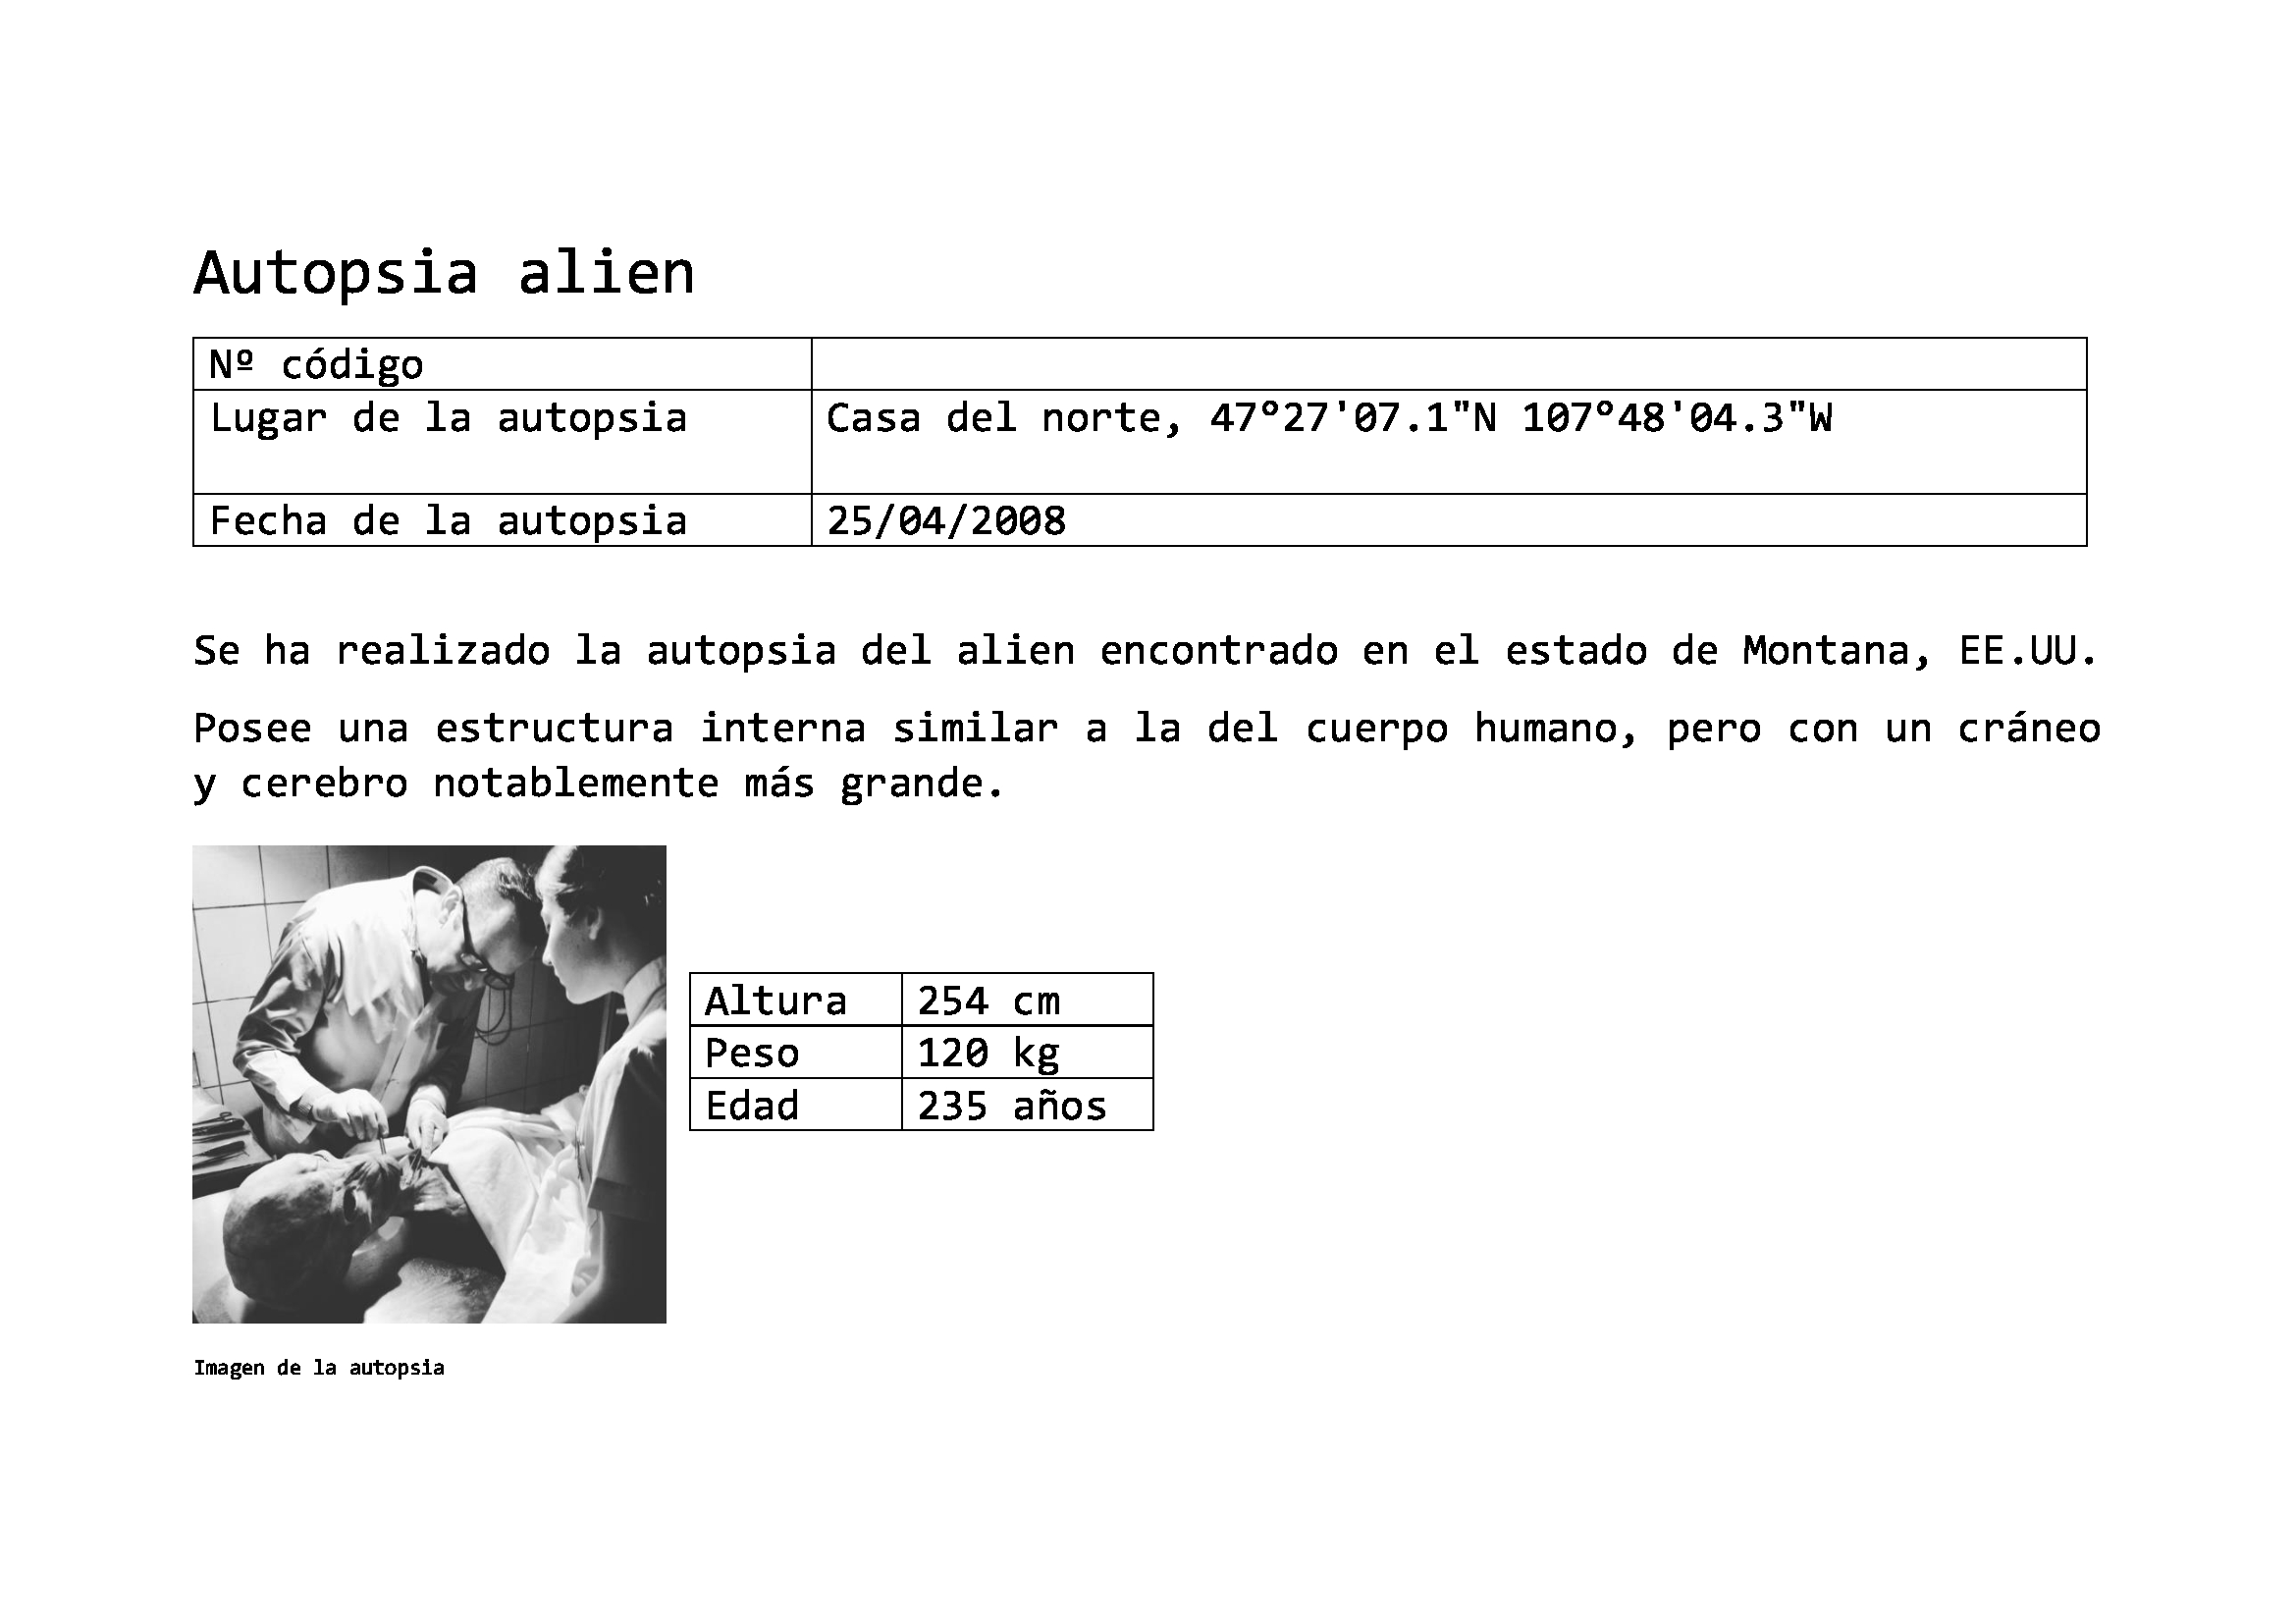 Autopsia alien
Nº código
Lugar de la autopsia
Casa del norte, 47°27'07.1"N 107°48'04.3"W
Fecha de la autopsia
25/04/2008
Se ha realizado la autopsia del alien encontrado en el estado de Montana, EE.UU.
Posee una estructura interna similar a la del cuerpo humano, pero con un cráneo
y cerebro notablemente más grande.
Altura
254 cm
Peso
120 kg
Edad
235 años
Imagen de la autopsia